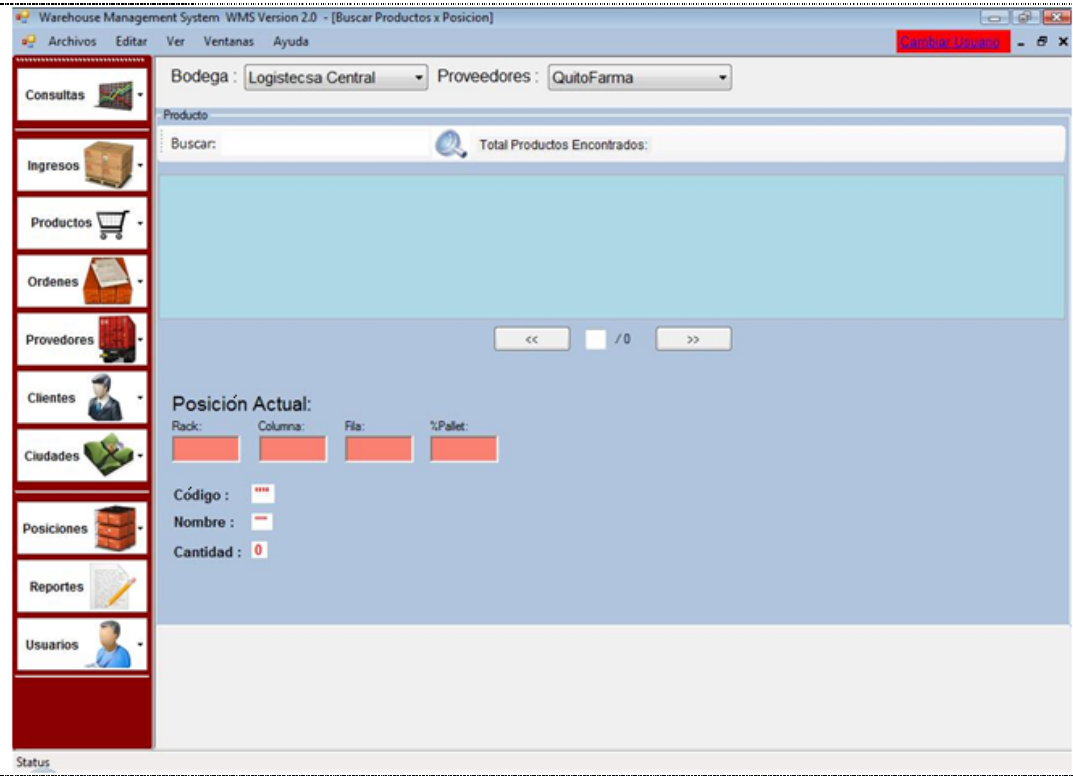 Warehouse Management System WMS Version 2.0 - [Buscar Productos x Posicion]
Archivos Editar Ver Ventanas Ayuda Cambiar Usuario
Bodega : Logistecsa Central Proveedores : QuitoFarma
Consultas
Producto
Buscar: Total Productos Encontrados:
Ingresos
Productos
Ordenes
Provedores
<< / 0 >>
Clientes
Posición Actual:
Rack: Columna: Fila: %Pallet:
Ciudades
Código : """"
Nombre : ""
Posiciones
Cantidad : 0
Reportes
Usuarios
Status